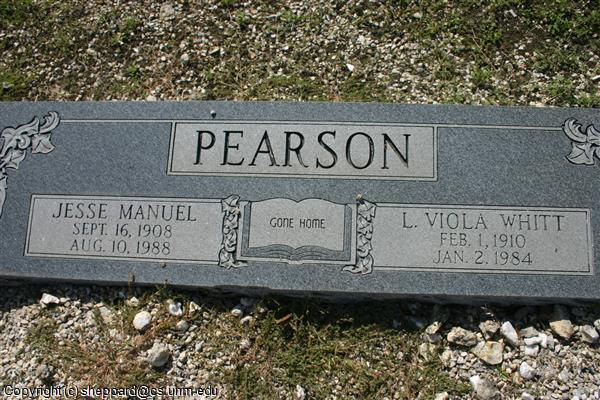 PEARSON
JESSE MANUEL
SEPT. 16, 1908
AUG. 10, 1988
GONE HOME
L. VIOLA WHITT
FEB. 1, 1910
JAN. 2, 1984
Copyright (c) sheppard@cs.unm.edu